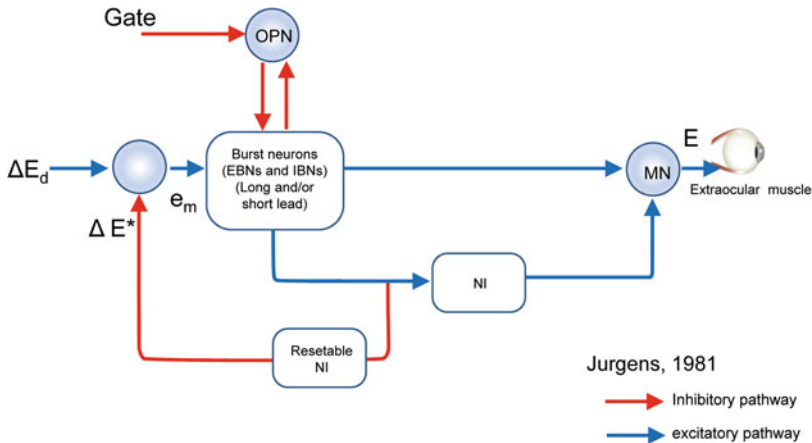 Gate
OPN
Burst neurons
(EBNs and IBNs)
(Long and/or
short lead)
ΔE_d
e_m
Δ E*
MN
E
Extraocular muscle
NI
Resetable
NI
Jurgens, 1981
Inhibitory pathway
excitatory pathway